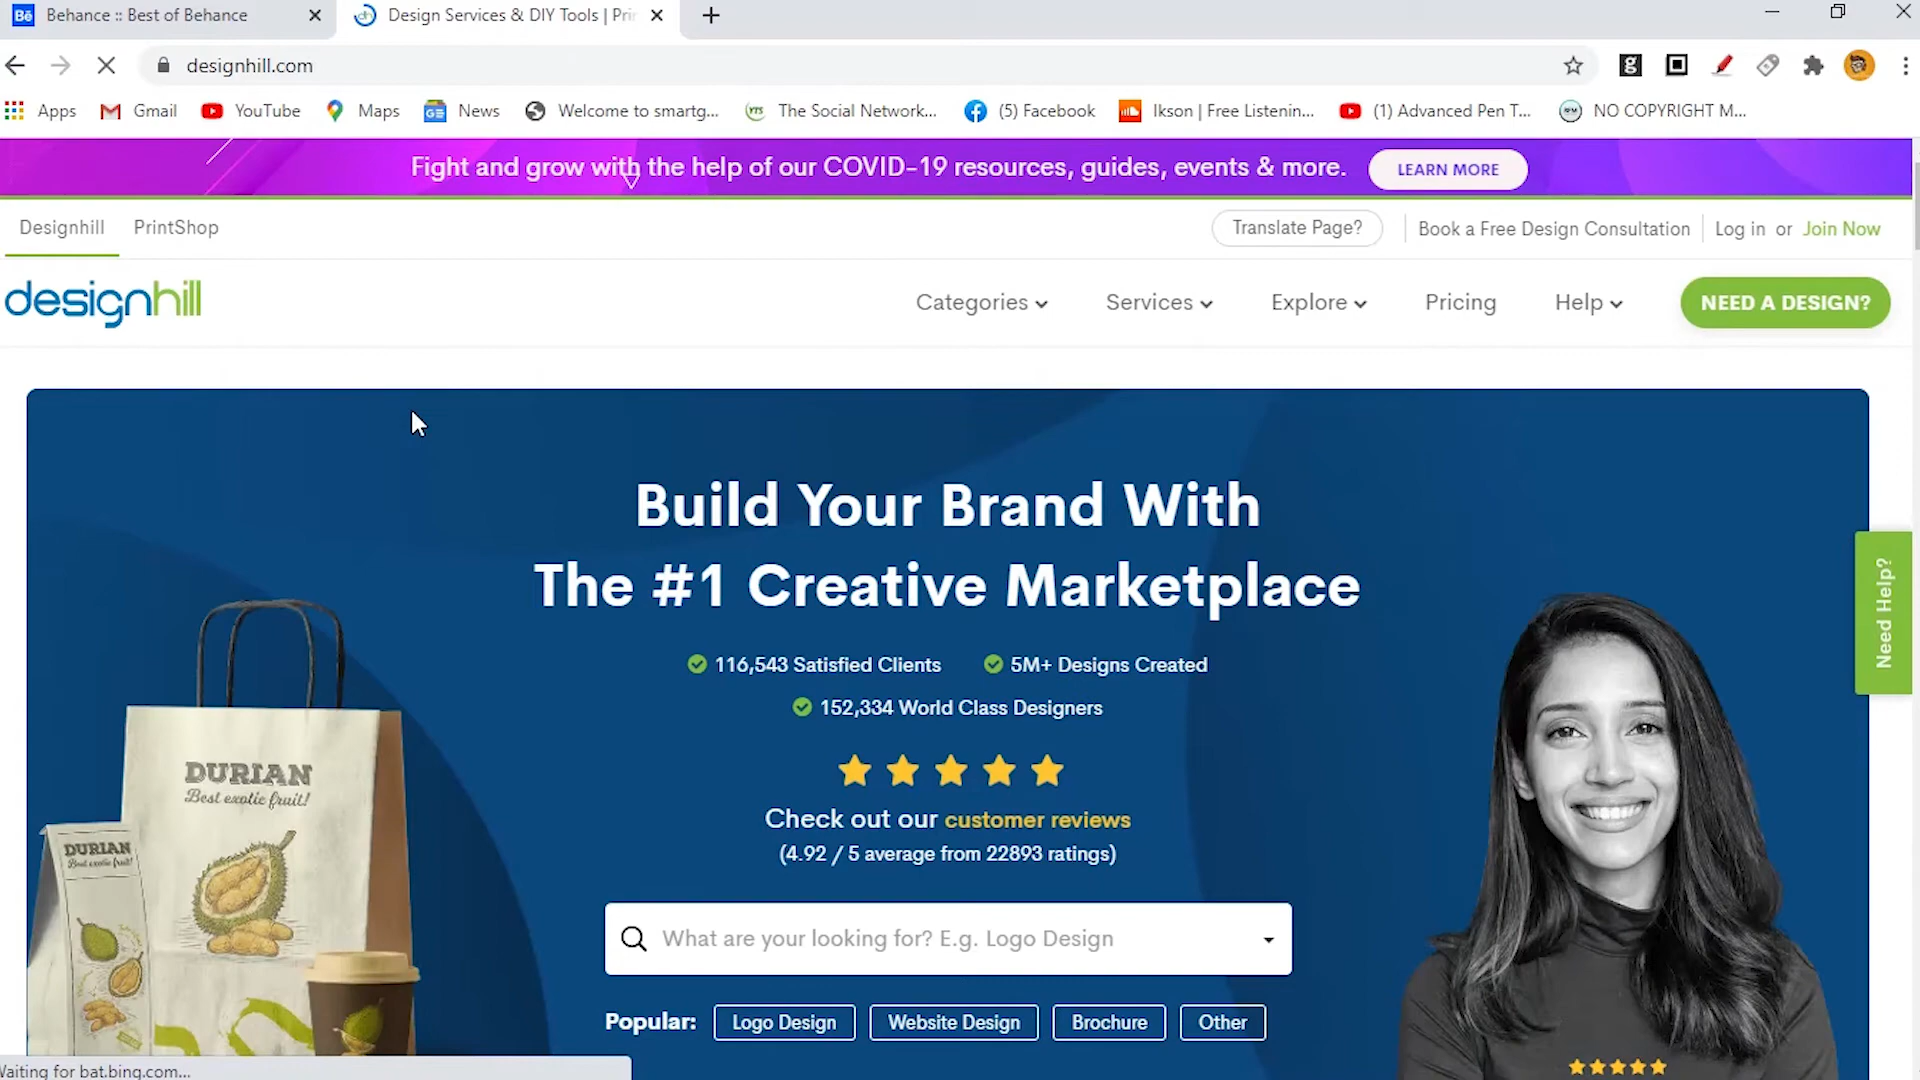 Behance :: Best of Behance
Design Services & DIY Tools | Prin
designhill.com
Apps
Gmail
YouTube
Maps
News
Welcome to smartg...
The Social Network...
(5) Facebook
Ikson | Free Listenin...
(1) Advanced Pen T...
NO COPYRIGHT M...
Fight and grow with the help of our COVID-19 resources, guides, events & more.
LEARN MORE
Designhill
PrintShop
Translate Page?
Book a Free Design Consultation
Log in or Join Now
designhill
Categories
Services
Explore
Pricing
Help
NEED A DESIGN?
Build Your Brand With
The #1 Creative Marketplace
116,543 Satisfied Clients
5M+ Designs Created
152,334 World Class Designers
Check out our customer reviews
(4.92 / 5 average from 22893 ratings)
What are your looking for? E.g. Logo Design
Popular:
Logo Design
Website Design
Brochure
Other
Need Help?
DURIAN
Best exotic fruit!
DURIAN
Best exotic fruit!
Waiting for bat.bing.com...